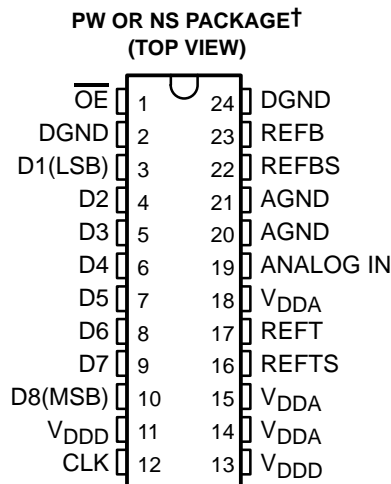 PW OR NS PACKAGE†
(TOP VIEW)
OE 1 24 DGND
DGND 2 23 REFB
D1(LSB) 3 22 REFBS
D2 4 21 AGND
D3 5 20 AGND
D4 6 19 ANALOG IN
D5 7 18 VDDA
D6 8 17 REFT
D7 9 16 REFTS
D8(MSB) 10 15 VDDA
VDDD 11 14 VDDA
CLK 12 13 VDDD